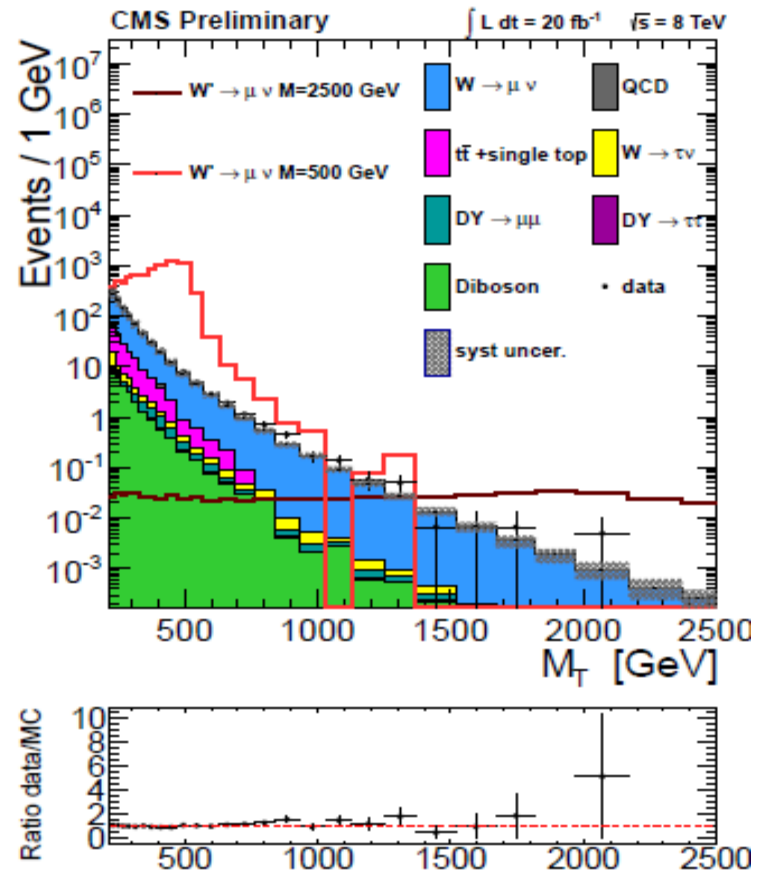 CMS Preliminary ∫ L dt = 20 fb⁻¹ √s = 8 TeV
Events / 1 GeV
10⁷
10⁶
10⁵
10⁴
10³
10²
10
1
10⁻¹
10⁻²
10⁻³
W' → μ ν M=2500 GeV
W' → μ ν M=500 GeV
W → μ ν
QCD
tt̄ +single top
W → τν
DY → μμ
DY → ττ
Diboson
data
syst uncer.
500 1000 1500 2000 2500
M_T [GeV]
Ratio data/MC
10
8
6
4
2
0
500 1000 1500 2000 2500